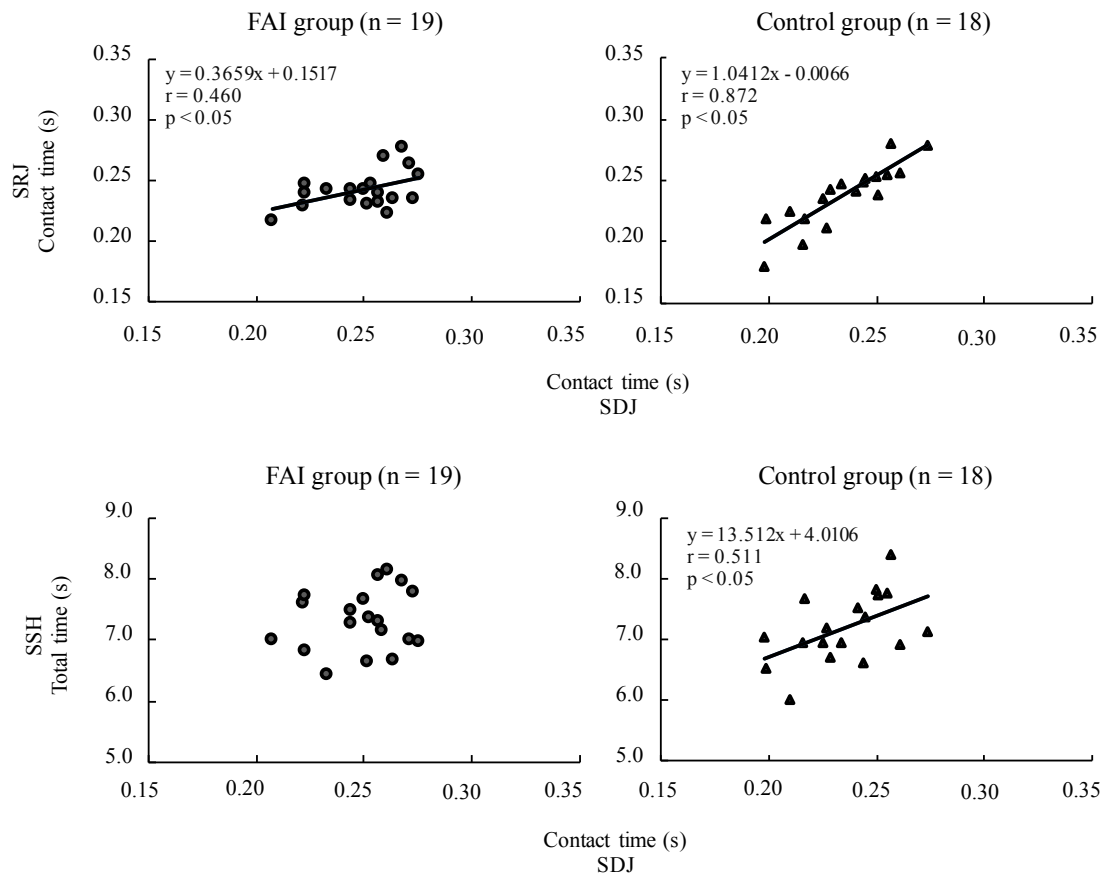 FAI group (n = 19)
0.35
0.30
0.25
0.20
0.15
SRJ
Contact time (s)
y = 0.3659x + 0.1517
r = 0.460
p < 0.05
0.15
0.20
0.25
0.30
0.35
Control group (n = 18)
0.35
0.30
0.25
0.20
0.15
y = 1.0412x - 0.0066
r = 0.872
p < 0.05
0.15
0.20
0.25
0.30
0.35
Contact time (s)
SDJ
FAI group (n = 19)
9.0
8.0
7.0
6.0
5.0
SSH
Total time (s)
0.15
0.20
0.25
0.30
0.35
Control group (n = 18)
9.0
8.0
7.0
6.0
5.0
y = 13.512x + 4.0106
r = 0.511
p < 0.05
0.15
0.20
0.25
0.30
0.35
Contact time (s)
SDJ